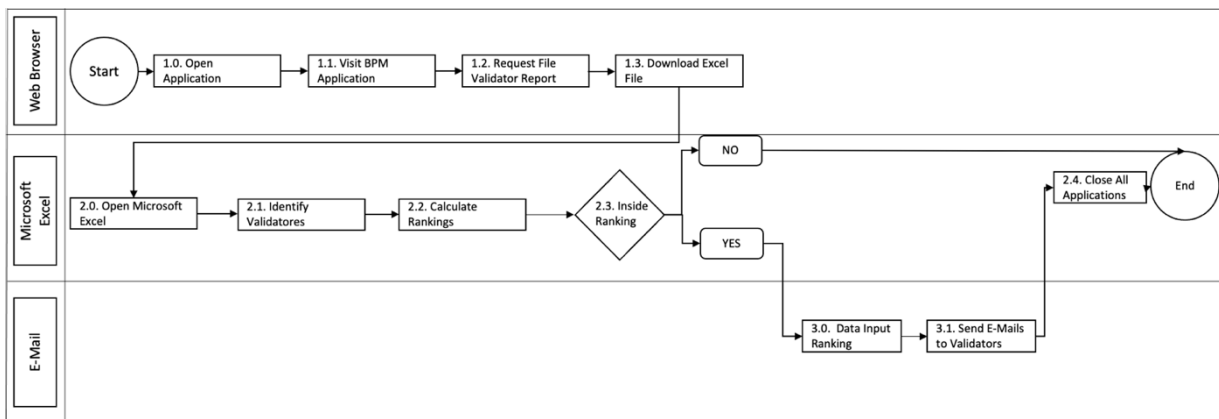 Web Browser
Start
1.0. Open
Application
1.1. Visit BPM
Application
1.2. Request File
Validator Report
1.3. Download Excel
File
Microsoft
Excel
2.0. Open Microsoft
Excel
2.1. Identify
Validatores
2.2. Calculate
Rankings
2.3. Inside
Ranking
NO
YES
2.4. Close All
Applications
End
E-Mail
3.0. Data Input
Ranking
3.1. Send E-Mails
to Validators